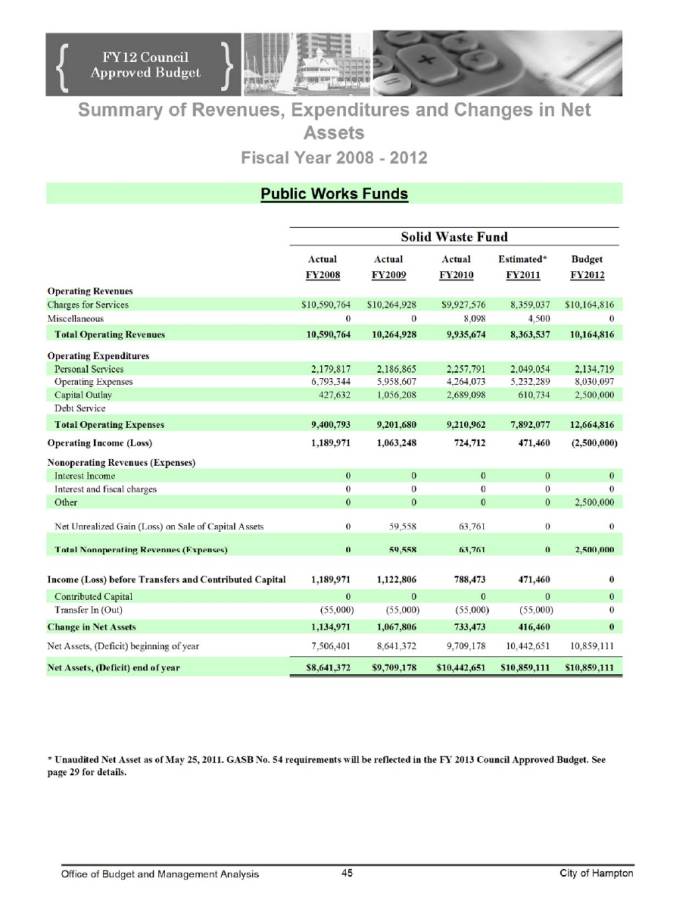 FY12 Council
Approved Budget
Summary of Revenues, Expenditures and Changes in Net
Assets
Fiscal Year 2008 - 2012
Public Works Funds
Solid Waste Fund
Actual Actual Actual Estimated* Budget
FY2008 FY2009 FY2010 FY2011 FY2012
Operating Revenues
Charges for Services $10,590,764 $10,264,928 $9,927,576 8,359,037 $10,164,816
Miscellaneous 0 0 8,098 4,500 0
Total Operating Revenues 10,590,764 10,264,928 9,935,674 8,363,537 10,164,816
Operating Expenditures
Personal Services 2,179,817 2,186,865 2,257,791 2,049,054 2,134,719
Operating Expenses 6,793,344 5,958,607 4,264,073 5,232,289 8,030,097
Capital Outlay 427,632 1,056,208 2,689,098 610,734 2,500,000
Debt Service
Total Operating Expenses 9,400,793 9,201,680 9,210,962 7,892,077 12,664,816
Operating Income (Loss) 1,189,971 1,063,248 724,712 471,460 (2,500,000)
Nonoperating Revenues (Expenses)
Interest Income 0 0 0 0 0
Interest and fiscal charges 0 0 0 0 0
Other 0 0 0 0 2,500,000
Net Unrealized Gain (Loss) on Sale of Capital Assets 0 59,558 63,761 0 0
Total Nonoperating Revenues (Expenses) 0 59,558 63,761 0 2,500,000
Income (Loss) before Transfers and Contributed Capital 1,189,971 1,122,806 788,473 471,460 0
Contributed Capital 0 0 0 0 0
Transfer In (Out) (55,000) (55,000) (55,000) (55,000) 0
Change in Net Assets 1,134,971 1,067,806 733,473 416,460 0
Net Assets, (Deficit) beginning of year 7,506,401 8,641,372 9,709,178 10,442,651 10,859,111
Net Assets, (Deficit) end of year $8,641,372 $9,709,178 $10,442,651 $10,859,111 $10,859,111
* Unaudited Net Asset as of May 25, 2011. GASB No. 54 requirements will be reflected in the FY 2013 Council Approved Budget. See
page 29 for details.
Office of Budget and Management Analysis 45 City of Hampton